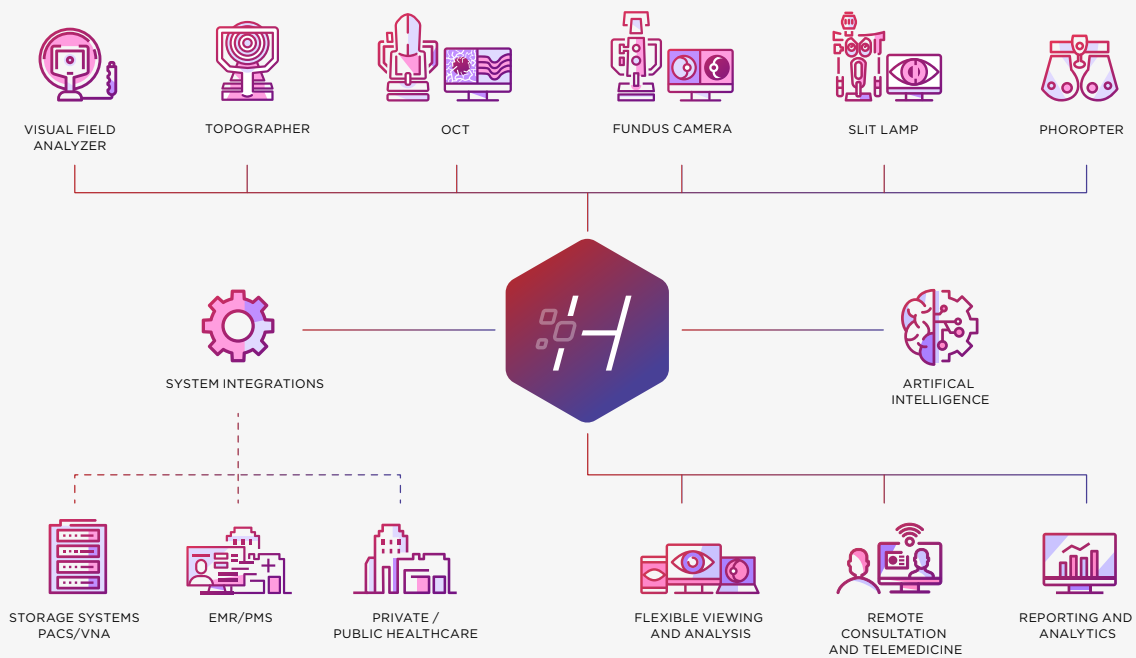 VISUAL FIELD
ANALYZER
TOPOGRAPHER
OCT
FUNDUS CAMERA
SLIT LAMP
PHOROPTER
H
SYSTEM INTEGRATIONS
ARTIFICAL
INTELLIGENCE
STORAGE SYSTEMS
PACS/VNA
EMR/PMS
PRIVATE /
PUBLIC HEALTHCARE
FLEXIBLE VIEWING
AND ANALYSIS
REMOTE
CONSULTATION
AND TELEMEDICINE
REPORTING AND
ANALYTICS